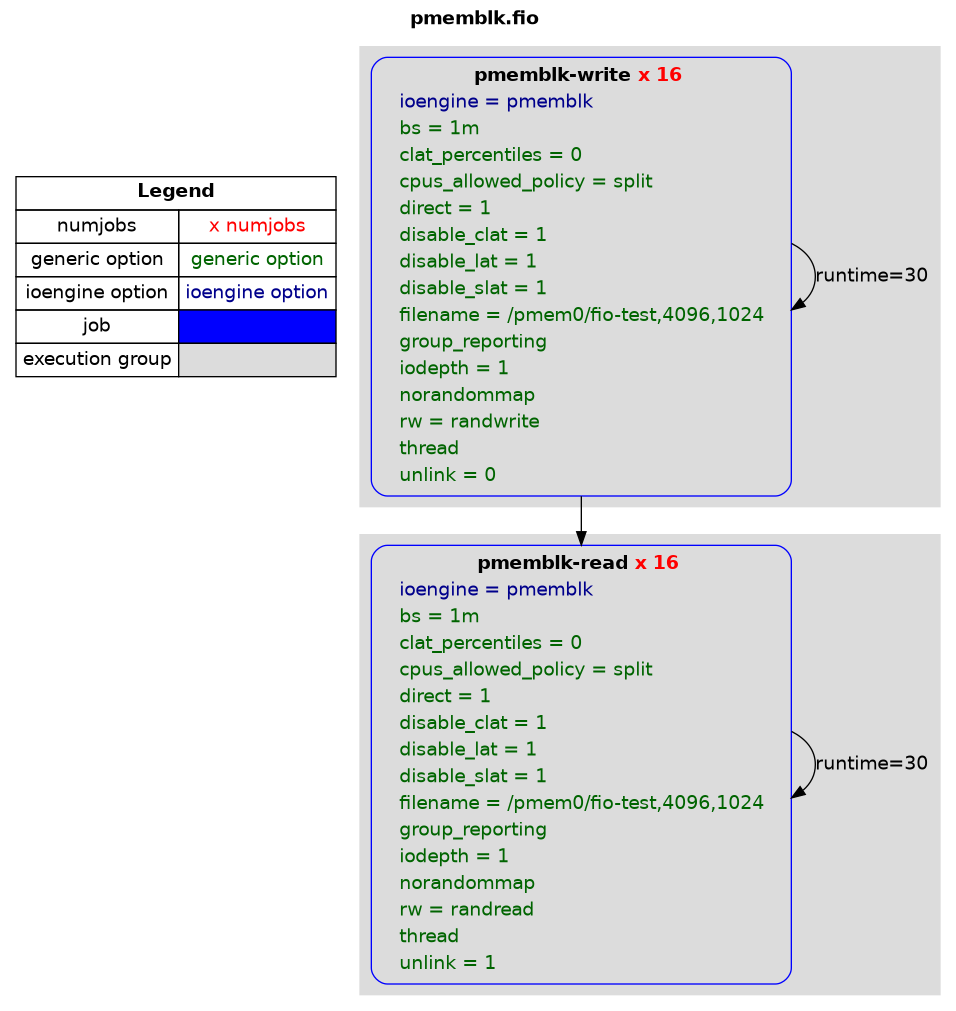 pmemblk.fio
Legend
numjobs x numjobs
generic option generic option
ioengine option ioengine option
job
execution group
pmemblk-write x 16
ioengine = pmemblk
bs = 1m
clat_percentiles = 0
cpus_allowed_policy = split
direct = 1
disable_clat = 1
disable_lat = 1
disable_slat = 1
filename = /pmem0/fio-test,4096,1024
group_reporting
iodepth = 1
norandommap
rw = randwrite
thread
unlink = 0
runtime=30
pmemblk-read x 16
ioengine = pmemblk
bs = 1m
clat_percentiles = 0
cpus_allowed_policy = split
direct = 1
disable_clat = 1
disable_lat = 1
disable_slat = 1
filename = /pmem0/fio-test,4096,1024
group_reporting
iodepth = 1
norandommap
rw = randread
thread
unlink = 1
runtime=30